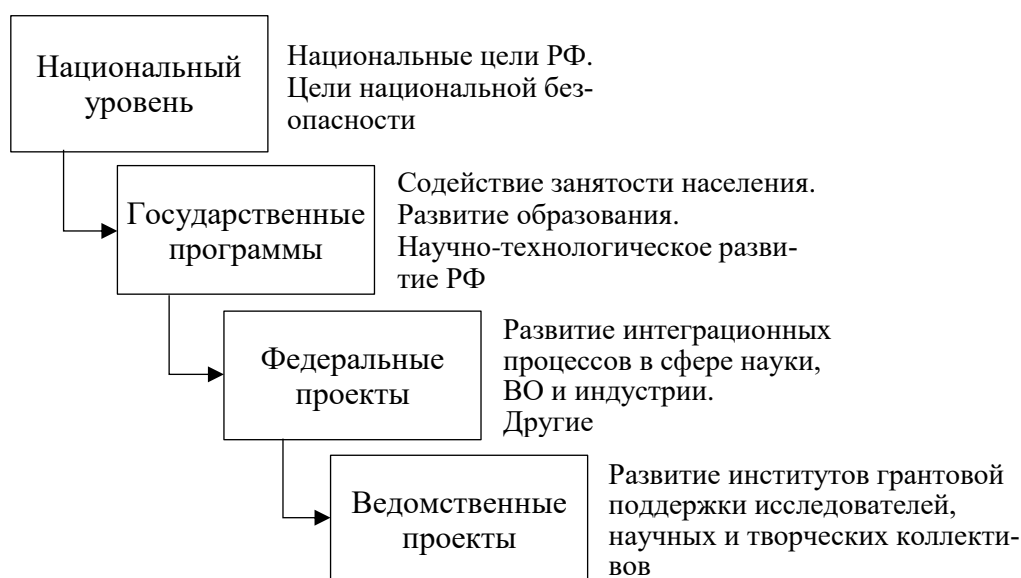 Национальный
уровень
Национальные цели РФ.
Цели национальной без-
опасности
Государственные
программы
Содействие занятости населения.
Развитие образования.
Научно-технологическое разви-
тие РФ
Федеральные
проекты
Развитие интеграционных
процессов в сфере науки,
ВО и индустрии.
Другие
Ведомственные
проекты
Развитие институтов грантовой
поддержки исследователей,
научных и творческих коллекти-
вов